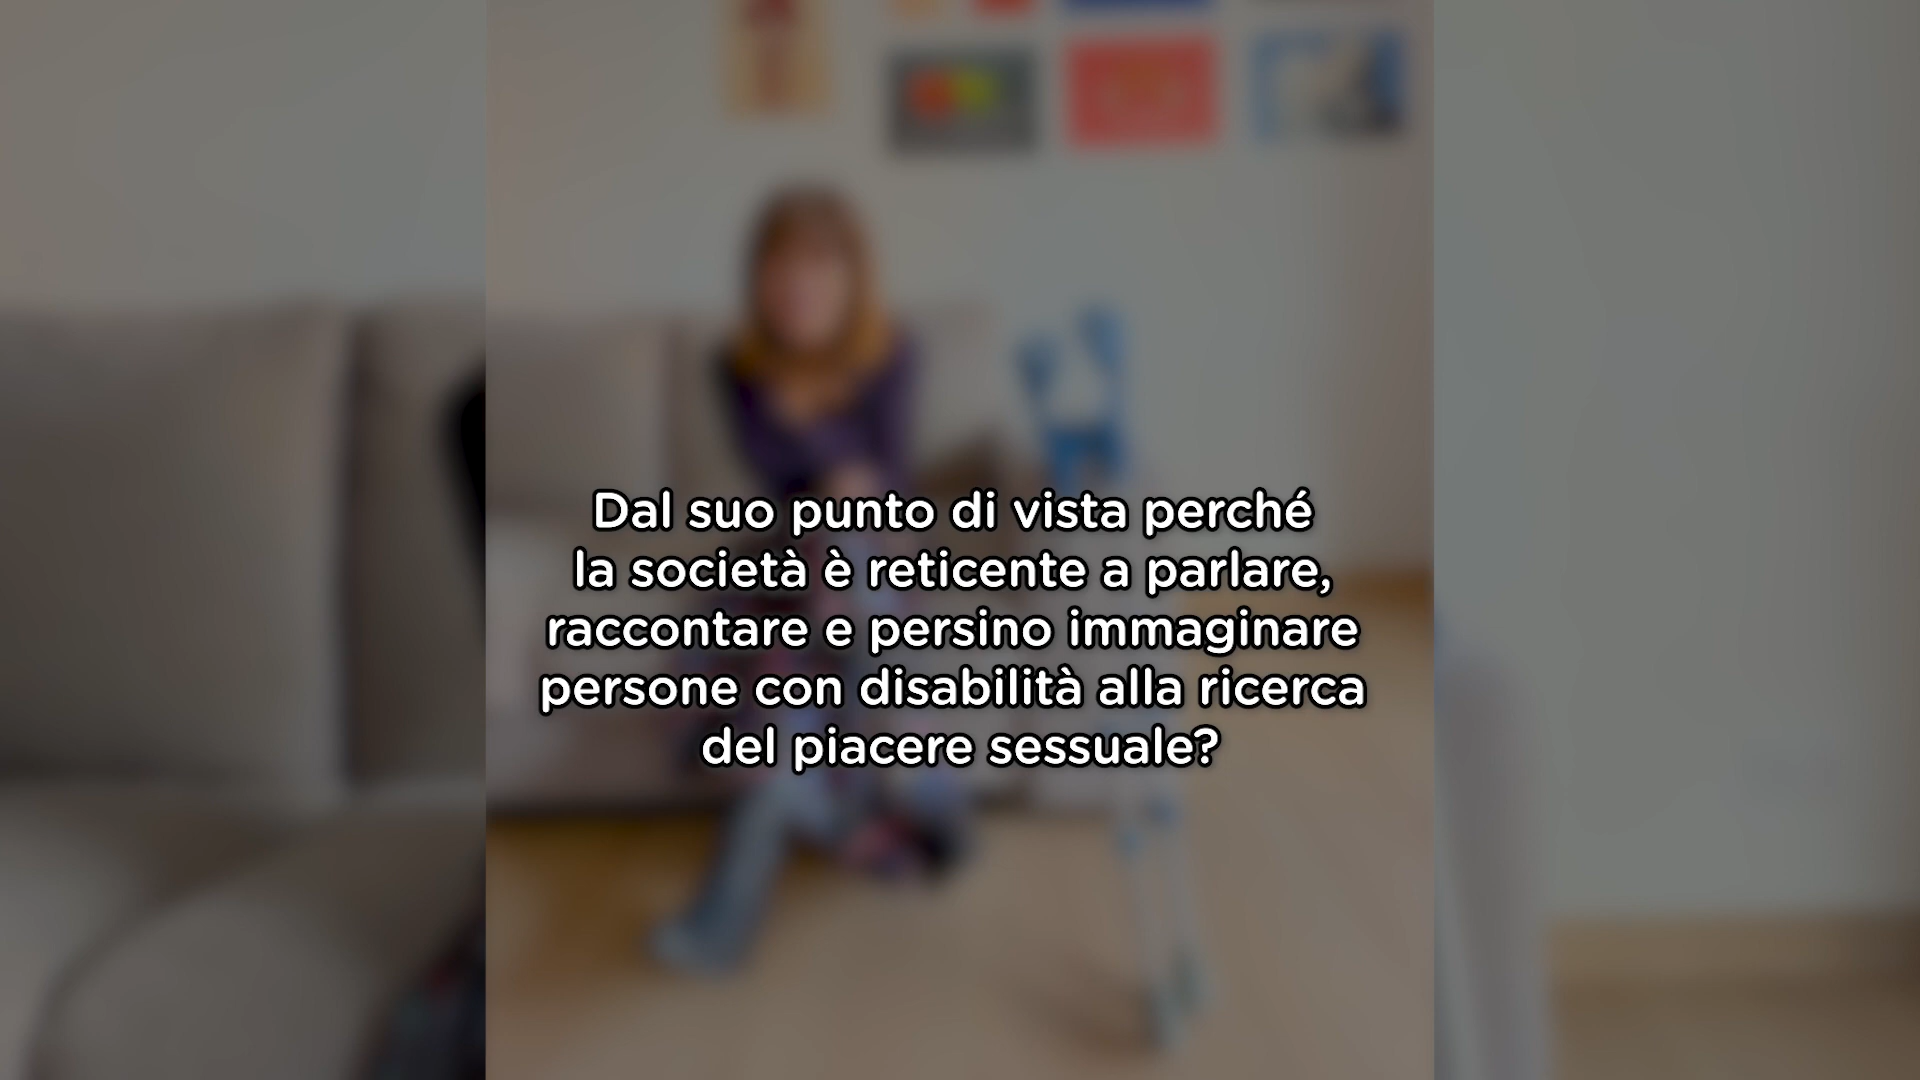 Dal suo punto di vista perché
la società è reticente a parlare,
raccontare e persino immaginare
persone con disabilità alla ricerca
del piacere sessuale?